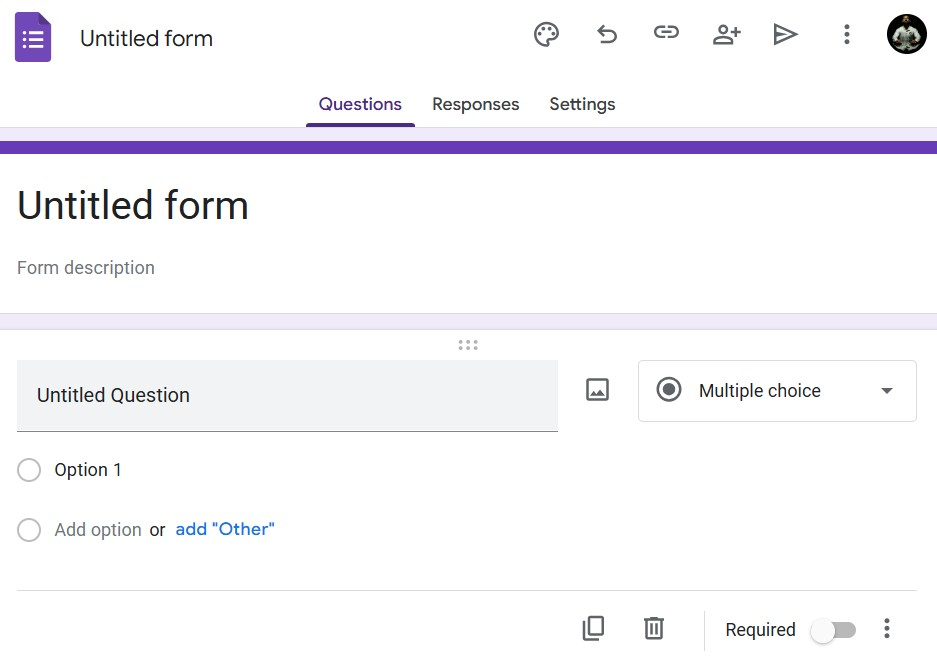 Untitled form
Questions Responses Settings
Untitled form
Form description
Untitled Question
Multiple choice
Option 1
Add option or add "Other"
Required